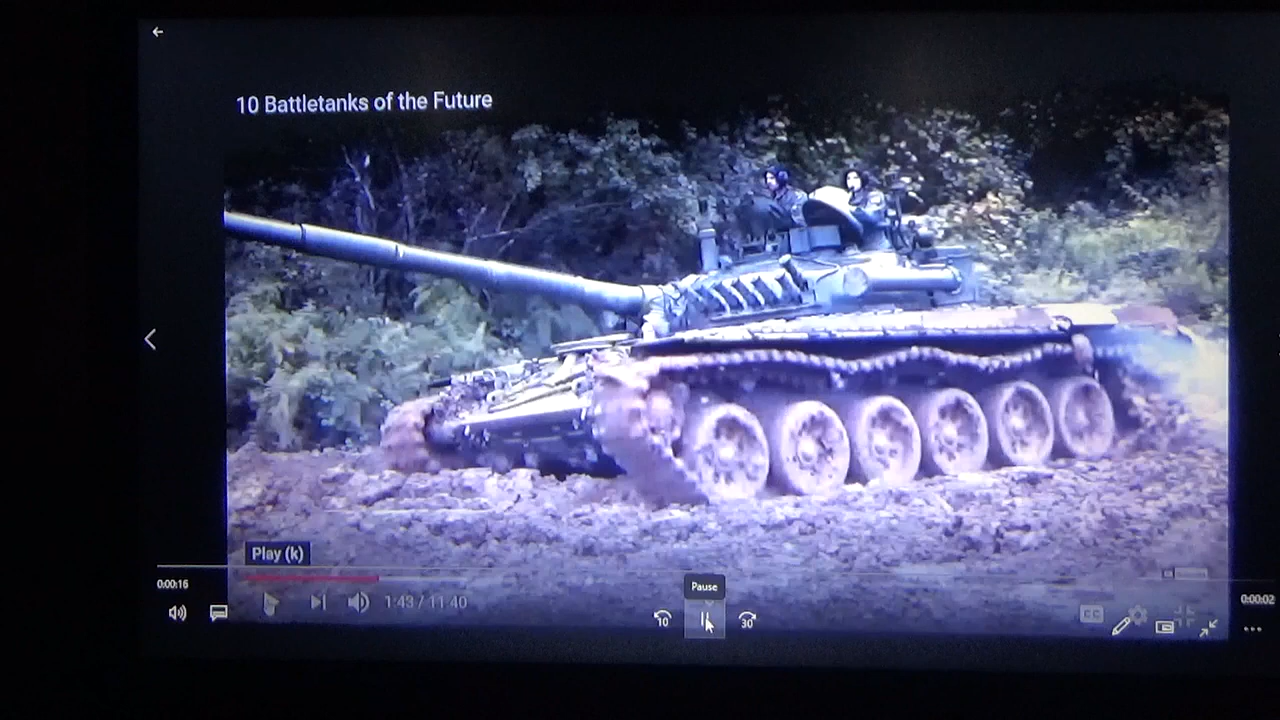 10 Battletanks of the Future
Play (k)
Pause
0:00:16
0:00:02
1:43 / 11:40
10
30
CC